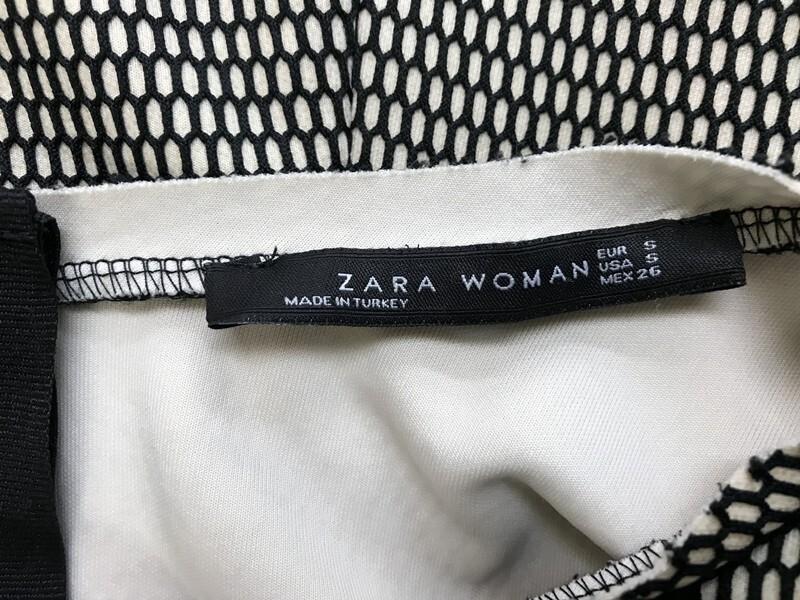 ZARA WOMAN
MADE IN TURKEY
EUR S
USA S
MEX 26